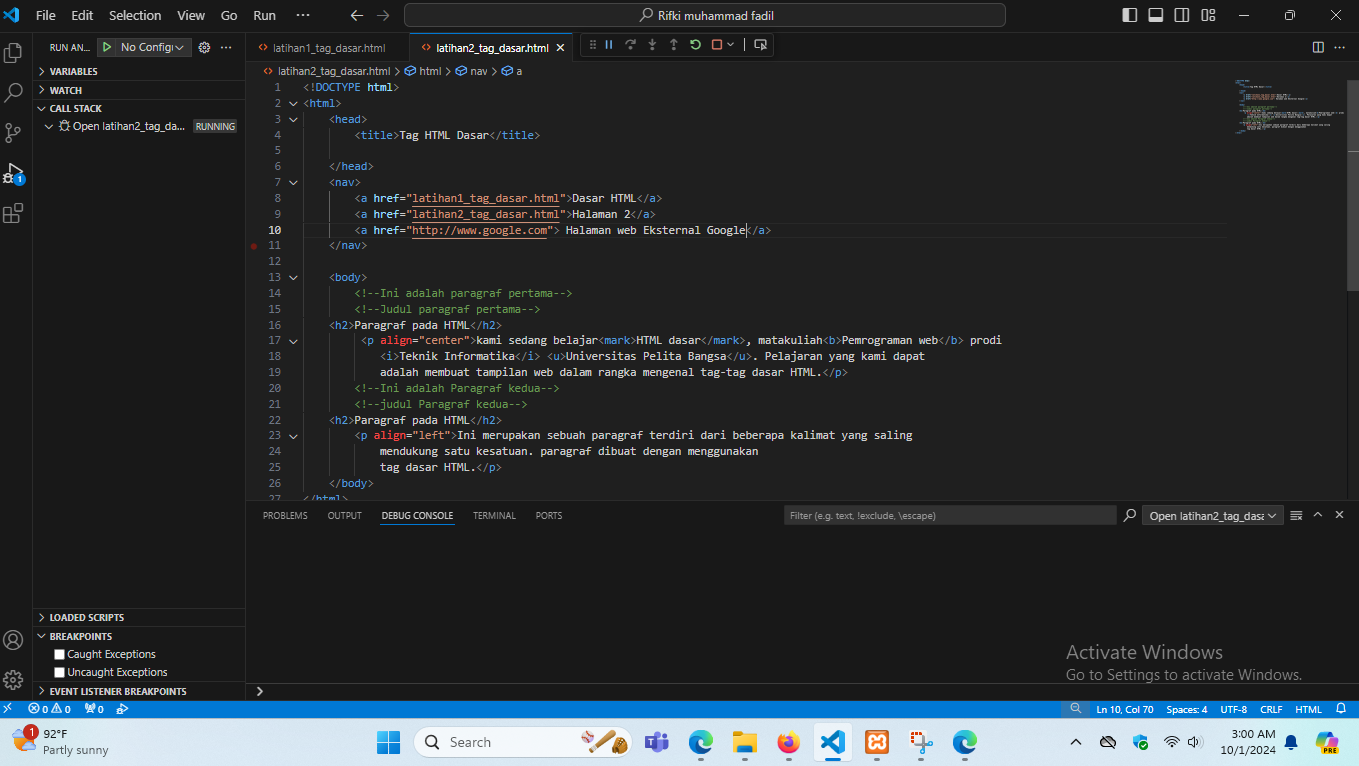 File Edit Selection View Go Run ··· Rifki muhammad fadil
RUN AN... No Config ···
latihan1_tag_dasar.html latihan2_tag_dasar.html
VARIABLES
WATCH
CALL STACK
Open latihan2_tag_da... RUNNING
1
latihan2_tag_dasar.html > html > nav > a
1 <!DOCTYPE html>
2 <html>
3 <head>
4 <title>Tag HTML Dasar</title>
5
6 </head>
7 <nav>
8 <a href="latihan1_tag_dasar.html">Dasar HTML</a>
9 <a href="latihan2_tag_dasar.html">Halaman 2</a>
10 <a href="http://www.google.com"> Halaman web Eksternal Google</a>
11 </nav>
12
13 <body>
14 <!--Ini adalah paragraf pertama-->
15 <!--Judul paragraf pertama-->
16 <h2>Paragraf pada HTML</h2>
17 <p align="center">kami sedang belajar<mark>HTML dasar</mark>, matakuliah<b>Pemrograman web</b> prodi
18 <i>Teknik Informatika</i> <u>Universitas Pelita Bangsa</u>. Pelajaran yang kami dapat
19 adalah membuat tampilan web dalam rangka mengenal tag-tag dasar HTML.</p>
20 <!--Ini adalah Paragraf kedua-->
21 <!--judul Paragraf kedua-->
22 <h2>Paragraf pada HTML</h2>
23 <p align="left">Ini merupakan sebuah paragraf terdiri dari beberapa kalimat yang saling
24 mendukung satu kesatuan. paragraf dibuat dengan menggunakan
25 tag dasar HTML.</p>
26 </body>
27 </html>
PROBLEMS OUTPUT DEBUG CONSOLE TERMINAL PORTS Filter (e.g. text, !exclude, \escape) Open latihan2_tag_dasa
LOADED SCRIPTS
BREAKPOINTS
Caught Exceptions
Uncaught Exceptions
EVENT LISTENER BREAKPOINTS
Activate Windows
Go to Settings to activate Windows.
0 0 0 Ln 10, Col 70 Spaces: 4 UTF-8 CRLF HTML
1 92°F
Partly sunny
Search
3:00 AM
10/1/2024
PRE